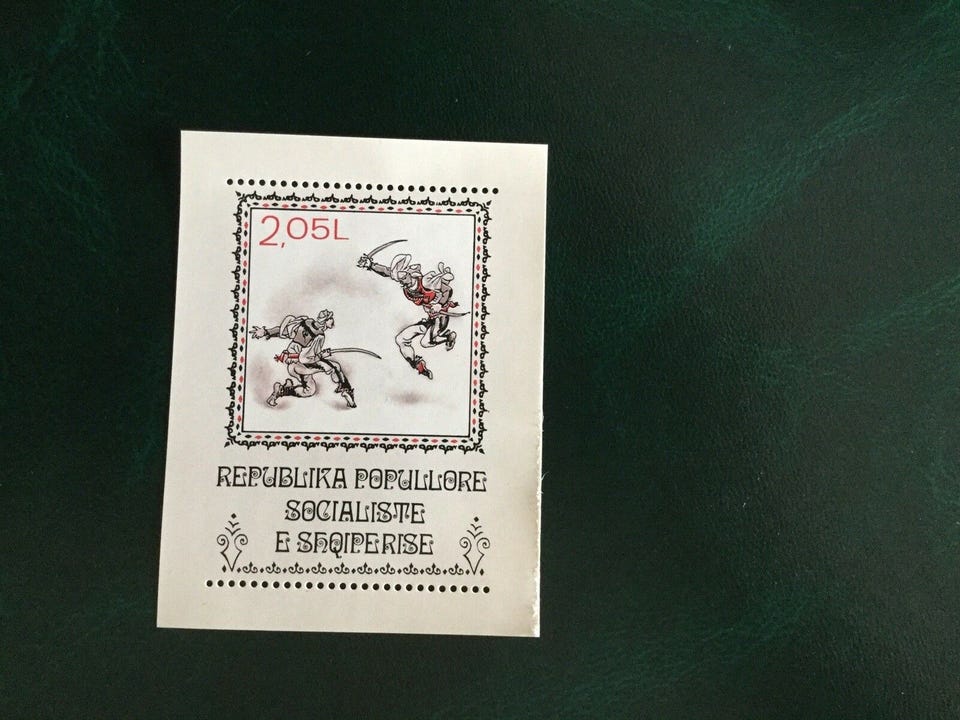 2,05L
REPUBLIKA POPULLORE
SOCIALISTE
E SHQIPERISE